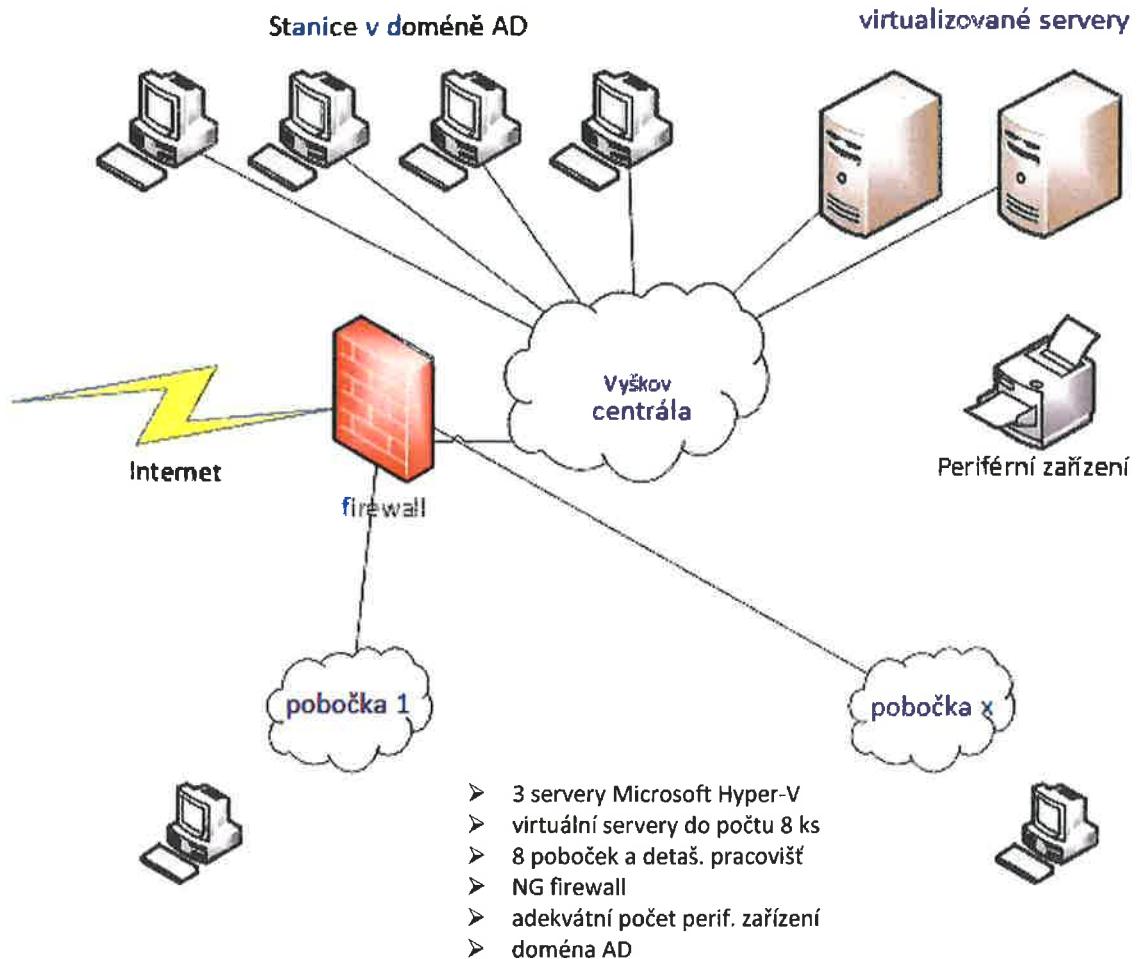 Stanice v doméně AD
virtualizované servery
Vyškov
centrála
Internet
firewall
Periférní zařízení
pobočka 1
pobočka x
➢ 3 servery Microsoft Hyper-V
➢ virtuální servery do počtu 8 ks
➢ 8 poboček a detaš. pracovišť
➢ NG firewall
➢ adekvátní počet perif. zařízení
➢ doména AD